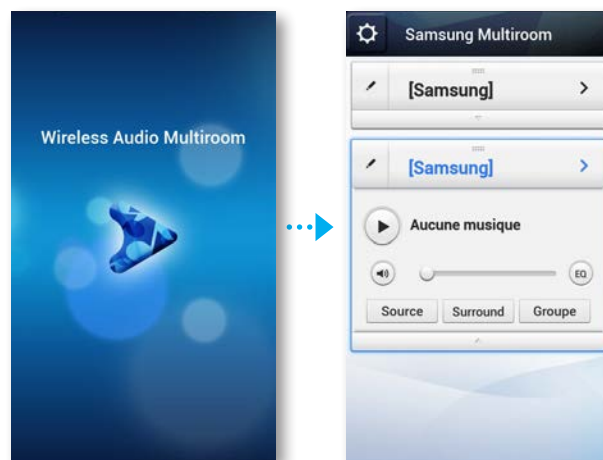 Wireless Audio Multiroom
Samsung Multiroom
[Samsung]
[Samsung]
Aucune musique
EQ
Source Surround Groupe